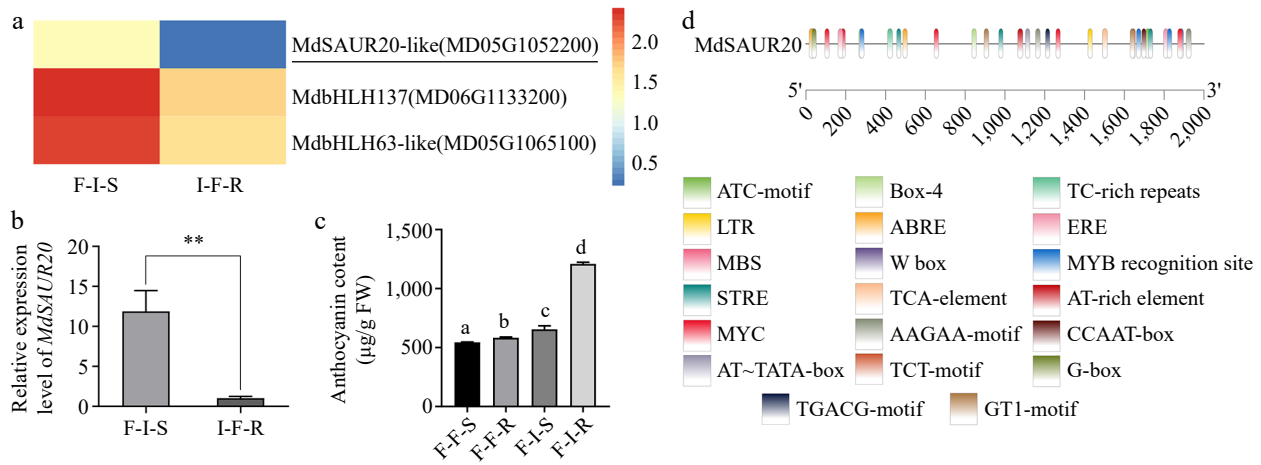 a
MdSAUR20-like(MD05G1052200)
MdbHLH137(MD06G1133200)
MdbHLH63-like(MD05G1065100)
F-I-S
I-F-R
2.0
1.5
1.0
0.5
b
Relative expression
level of MdSAUR20
20
15
10
5
0
**
F-I-S
I-F-R
c
Anthocyanin cotent
(μg/g FW)
1,500
1,000
500
0
a
b
c
d
F-F-S
F-F-R
F-I-S
F-I-R
d
MdSAUR20
5'
3'
0
200
400
600
800
1,000
1,200
1,400
1,600
1,800
2,000
ATC-motif
Box-4
TC-rich repeats
LTR
ABRE
ERE
MBS
W box
MYB recognition site
STRE
TCA-element
AT-rich element
MYC
AAGAA-motif
CCAAT-box
AT~TATA-box
TCT-motif
G-box
TGACG-motif
GT1-motif